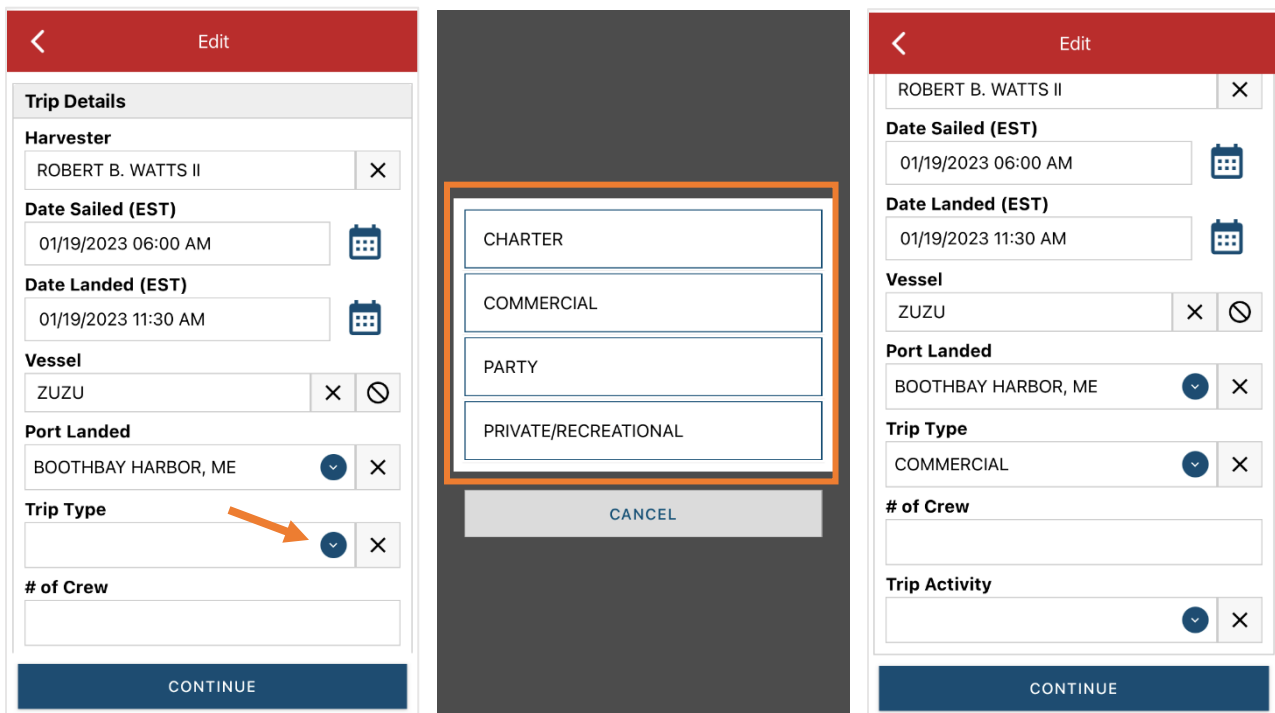 Edit
Trip Details
Harvester
ROBERT B. WATTS II
Date Sailed (EST)
01/19/2023 06:00 AM
Date Landed (EST)
01/19/2023 11:30 AM
Vessel
ZUZU
Port Landed
BOOTHBAY HARBOR, ME
Trip Type
# of Crew
CONTINUE
CHARTER
COMMERCIAL
PARTY
PRIVATE/RECREATIONAL
CANCEL
Edit
ROBERT B. WATTS II
Date Sailed (EST)
01/19/2023 06:00 AM
Date Landed (EST)
01/19/2023 11:30 AM
Vessel
ZUZU
Port Landed
BOOTHBAY HARBOR, ME
Trip Type
COMMERCIAL
# of Crew
Trip Activity
CONTINUE